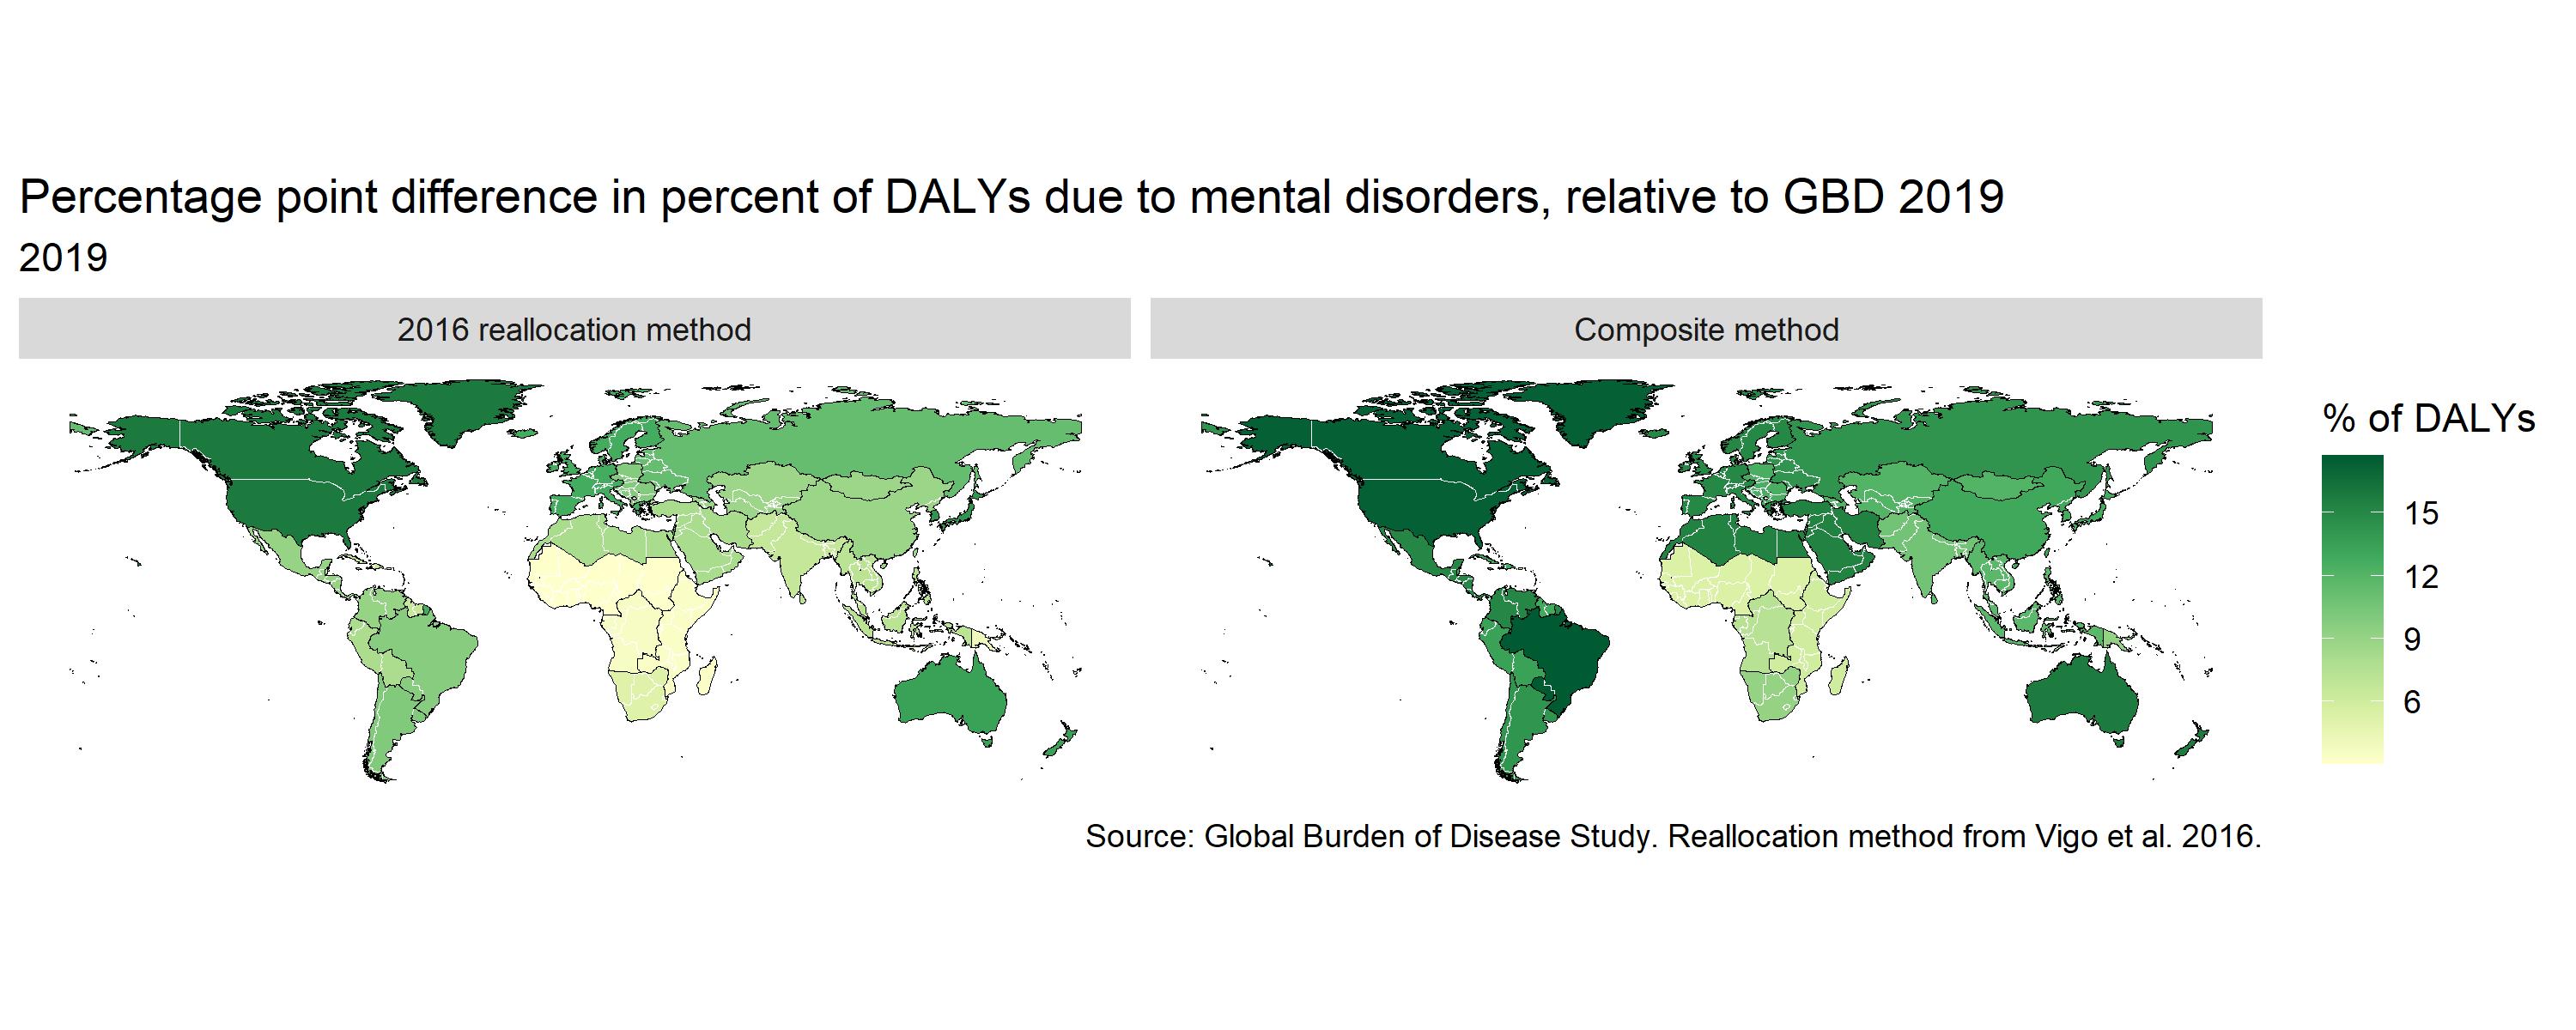 Percentage point difference in percent of DALYs due to mental disorders, relative to GBD 2019
2019
2016 reallocation method
Composite method
% of DALYs
15
12
9
6
Source: Global Burden of Disease Study. Reallocation method from Vigo et al. 2016.